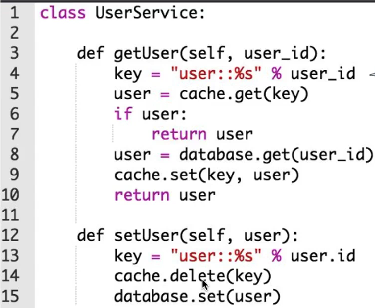 1 class UserService:
2
3     def getUser(self, user_id):
4         key = "user::%s" % user_id
5         user = cache.get(key)
6         if user:
7             return user
8         user = database.get(user_id)
9         cache.set(key, user)
10         return user
11
12     def setUser(self, user):
13         key = "user::%s" % user.id
14         cache.delete(key)
15         database.set(user)